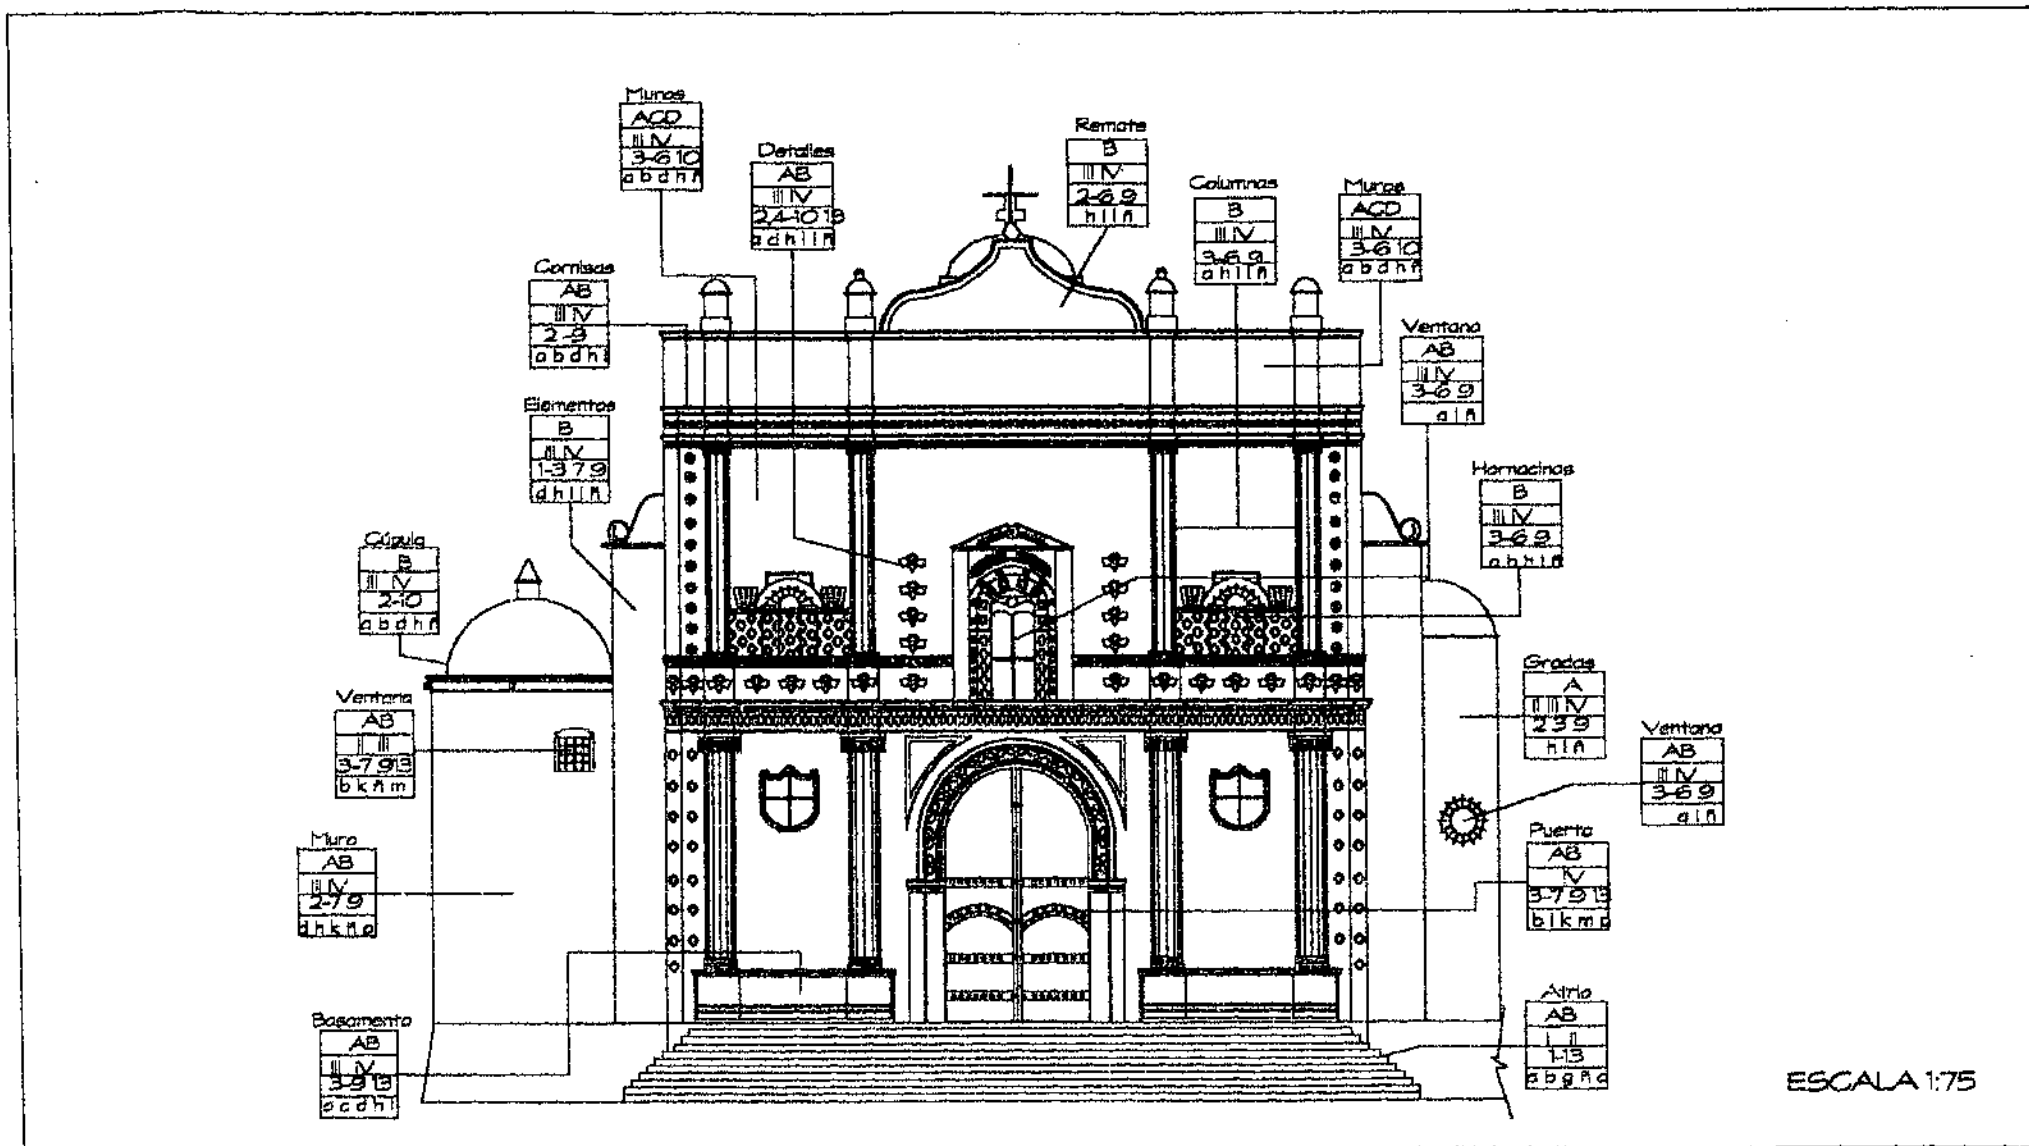 Muros
ACD
III IV
3-6 10
a b d h ñ
Detalles
AB
III IV
2,4-10 13
a d h l i ñ
Remate
B
III IV
2-6 9
h l i ñ
Columnas
B
III IV
3-6 9
a h l i ñ
Muros
ACD
III IV
3-6 10
a b d h ñ
Cornisas
AB
III IV
2-9
a b d h l
Ventana
AB
III IV
3-6 9
a l ñ
Elementos
B
III IV
1-3 7 9
d h l i ñ
Hornacinas
B
III IV
3-6 9
a b h l ñ
Cúpula
B
III IV
2-10
a b d h ñ
Gradas
A
II III IV
2 3 9
h l ñ
Ventana
AB
I III
3-7 9 13
b k ñ m
Ventana
AB
III IV
3-6 9
a l ñ
Muro
AB
III IV
2-7 9
d h k ñ o
Puerta
AB
IV
3-7 9 13
b l k m p
Basamento
AB
III IV
3-9 13
a c d h l
Atrio
AB
I II
1-13
a b g ñ o
ESCALA 1:75